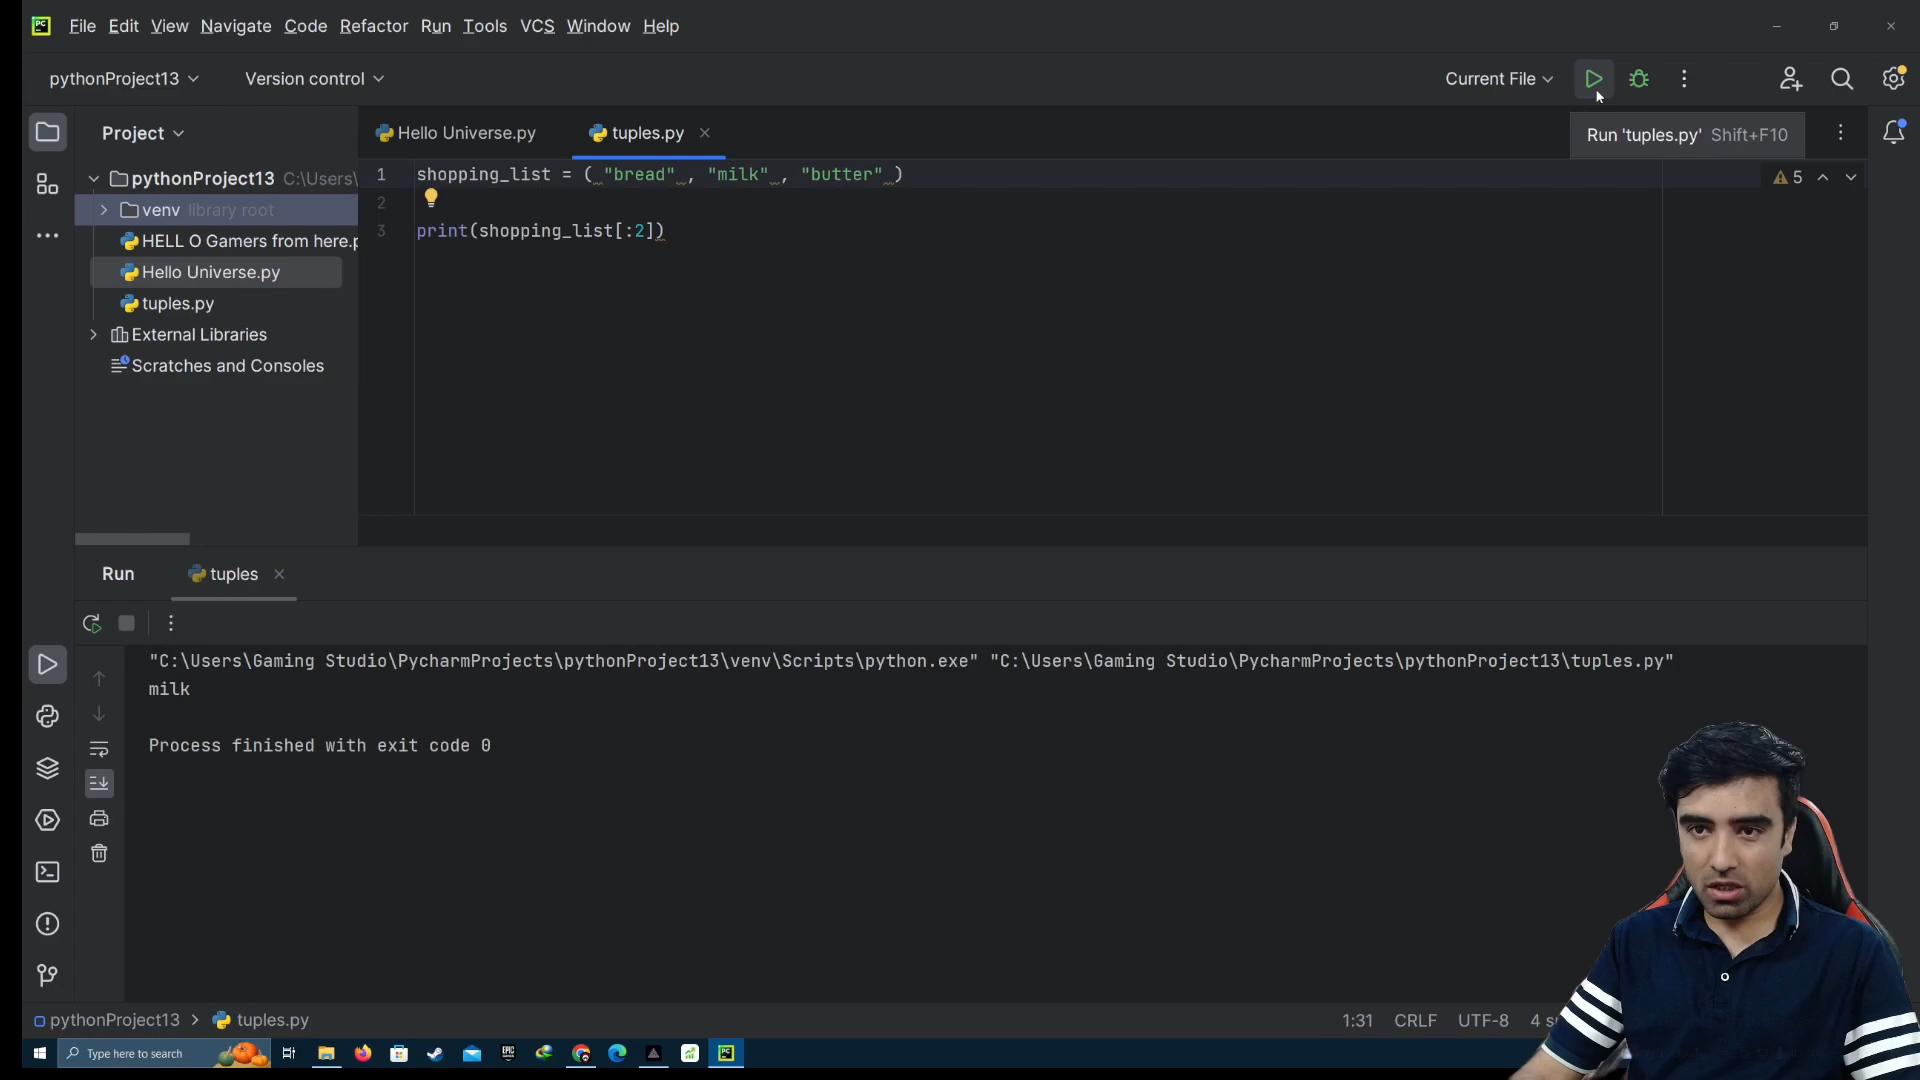 File Edit View Navigate Code Refactor Run Tools VCS Window Help
pythonProject13 Version control Current File
Project
Hello Universe.py tuples.py
Run 'tuples.py' Shift+F10
pythonProject13 C:\Users\
venv library root
HELL O Gamers from here.p
Hello Universe.py
tuples.py
External Libraries
Scratches and Consoles
1 shopping_list = ( "bread" , "milk" , "butter" )
2
3 print(shopping_list[:2])
5
Run tuples
"C:\Users\Gaming Studio\PycharmProjects\pythonProject13\venv\Scripts\python.exe" "C:\Users\Gaming Studio\PycharmProjects\pythonProject13\tuples.py"
milk
Process finished with exit code 0
pythonProject13 > tuples.py 1:31 CRLF UTF-8 4
Type here to search